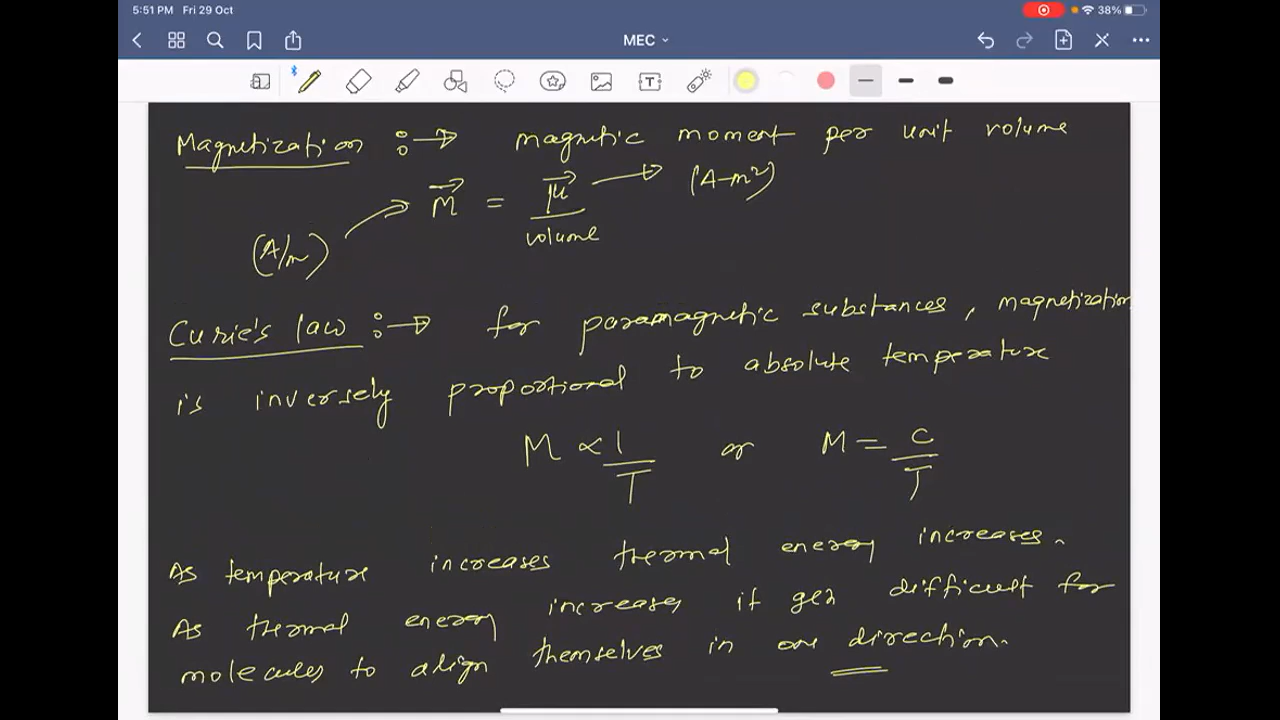 5:51 PM Fri 29 Oct 38%
MEC
Magnetization :→ magnetic moment per unit volume
M⃗ = μ⃗ / volume → (A-m²)
(A/m)
Curie's law :→ for paramagnetic substances, magnetization
is inversely proportional to absolute temperature
M ∝ 1/T or M = C/T
As temperature increases thermal energy increases.
As thermal energy increases it gets difficult for
molecules to align themselves in one direction.